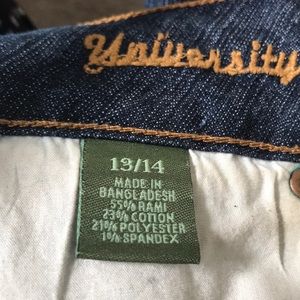 University
13/14
MADE IN
BANGLADESH
55% RAMI
23% COTTON
21% POLYESTER
1% SPANDEX